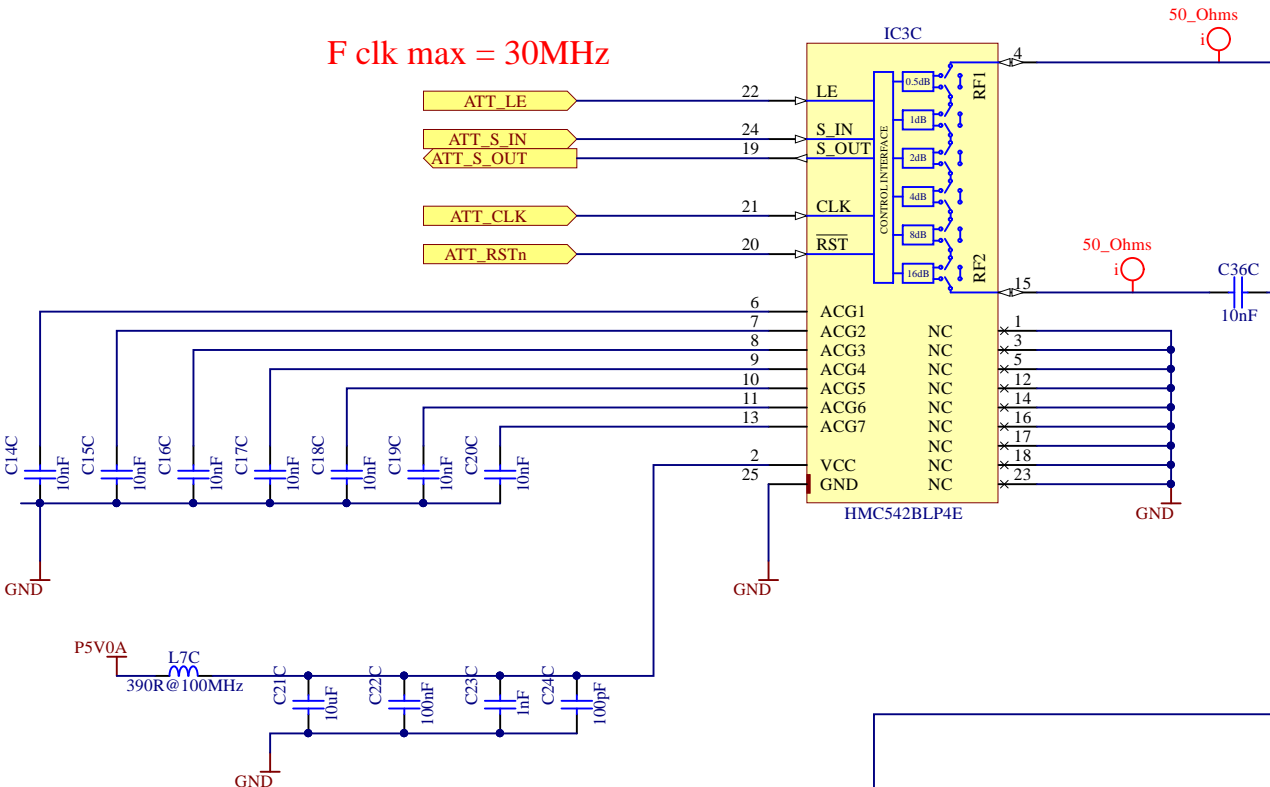 50_Ohms
i
IC3C
F clk max = 30MHz
4
RF1
0.5dB
ATT_LE
22
LE
1dB
ATT_S_IN
24
S_IN
ATT_S_OUT
19
S_OUT
2dB
CONTROL INTERFACE
4dB
ATT_CLK
21
CLK
8dB
ATT_RSTn
20
RST
16dB
RF2
50_Ohms
i
15
C36C
10nF
6
ACG1
7
ACG2
NC
1
8
ACG3
NC
3
9
ACG4
NC
5
10
ACG5
NC
12
11
ACG6
NC
14
13
ACG7
NC
16
NC
17
2
VCC
NC
18
25
GND
NC
23
HMC542BLP4E
GND
GND
C14C
10nF
C15C
10nF
C16C
10nF
C17C
10nF
C18C
10nF
C19C
10nF
C20C
10nF
GND
P5V0A
L7C
390R@100MHz
C21C
10uF
C22C
100nF
C23C
1nF
C24C
100pF
GND